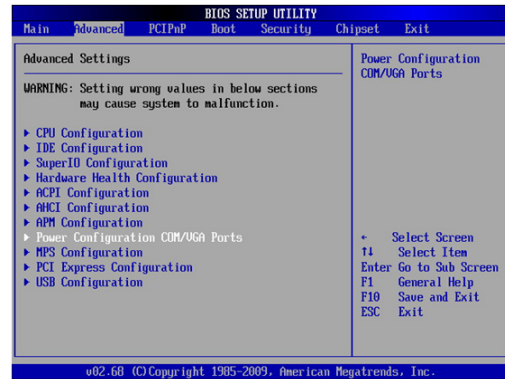 BIOS SETUP UTILITY
Main Advanced PCIPnP Boot Security Chipset Exit
Advanced Settings
WARNING: Setting wrong values in below sections
may cause system to malfunction.
▶ CPU Configuration
▶ IDE Configuration
▶ SuperIO Configuration
▶ Hardware Health Configuration
▶ ACPI Configuration
▶ AHCI Configuration
▶ APM Configuration
▶ Power Configuration COM/VGA Ports
▶ MPS Configuration
▶ PCI Express Configuration
▶ USB Configuration
Power Configuration
COM/VGA Ports
← Select Screen
↑↓ Select Item
Enter Go to Sub Screen
F1 General Help
F10 Save and Exit
ESC Exit
v02.68 (C)Copyright 1985-2009, American Megatrends, Inc.